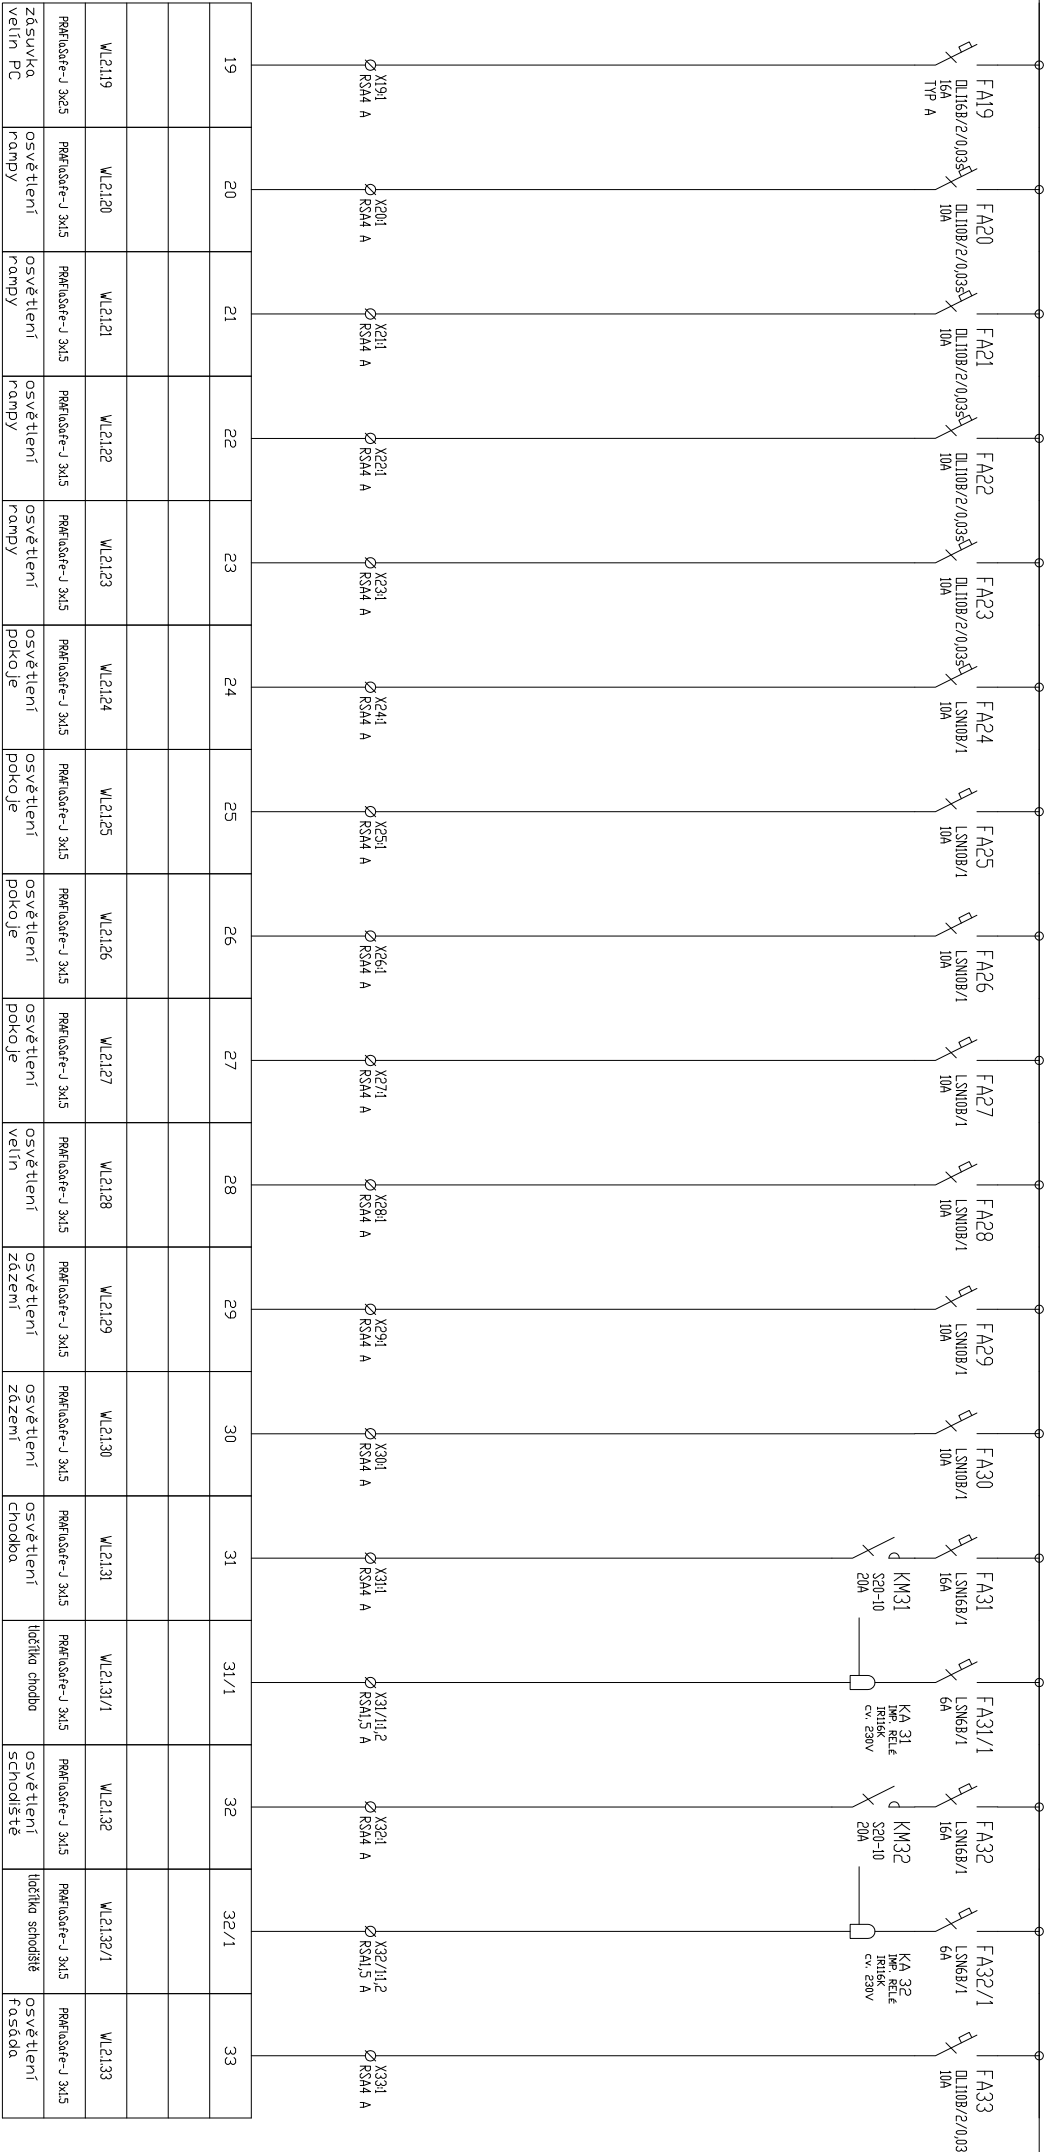 FA19
OLI16B/2/0,03s
16A
TYP A
X19:1
RSA4 A
19
WL2.1.19
PRAFlaSafe-J 3x2.5
zásuvka
velín PC
FA20
OLI10B/2/0,03s
10A
X20:1
RSA4 A
20
WL2.1.20
PRAFlaSafe-J 3x1.5
osvětlení
rampy
FA21
OLI10B/2/0,03s
10A
X21:1
RSA4 A
21
WL2.1.21
PRAFlaSafe-J 3x1.5
osvětlení
rampy
FA22
OLI10B/2/0,03s
10A
X22:1
RSA4 A
22
WL2.1.22
PRAFlaSafe-J 3x1.5
osvětlení
rampy
FA23
OLI10B/2/0,03s
10A
X23:1
RSA4 A
23
WL2.1.23
PRAFlaSafe-J 3x1.5
osvětlení
rampy
FA24
LSN10B/1
10A
X24:1
RSA4 A
24
WL2.1.24
PRAFlaSafe-J 3x1.5
osvětlení
pokoje
FA25
LSN10B/1
10A
X25:1
RSA4 A
25
WL2.1.25
PRAFlaSafe-J 3x1.5
osvětlení
pokoje
FA26
LSN10B/1
10A
X26:1
RSA4 A
26
WL2.1.26
PRAFlaSafe-J 3x1.5
osvětlení
pokoje
FA27
LSN10B/1
10A
X27:1
RSA4 A
27
WL2.1.27
PRAFlaSafe-J 3x1.5
osvětlení
pokoje
FA28
LSN10B/1
10A
X28:1
RSA4 A
28
WL2.1.28
PRAFlaSafe-J 3x1.5
osvětlení
velín
FA29
LSN10B/1
10A
X29:1
RSA4 A
29
WL2.1.29
PRAFlaSafe-J 3x1.5
osvětlení
zázemí
FA30
LSN10B/1
10A
X30:1
RSA4 A
30
WL2.1.30
PRAFlaSafe-J 3x1.5
osvětlení
zázemí
FA31
LSN16B/1
16A
KM31
S20-10
20A
X31:1
RSA4 A
31
WL2.1.31
PRAFlaSafe-J 3x1.5
osvětlení
chodba
FA31/1
LSN6B/1
6A
KA 31
IMP. RELÉ
IR116K
cv. 230V
X31/1:1,2
RSA1,5 A
31/1
WL2.1.31/1
PRAFlaSafe-J 3x1.5
tlačítka chodba
FA32
LSN16B/1
16A
KM32
S20-10
20A
X32:1
RSA4 A
32
WL2.1.32
PRAFlaSafe-J 3x1.5
osvětlení
schodiště
FA32/1
LSN6B/1
6A
KA 32
IMP. RELÉ
IR116K
cv. 230V
X32/1:1,2
RSA1,5 A
32/1
WL2.1.32/1
PRAFlaSafe-J 3x1.5
tlačítka schodiště
FA33
OLI10B/2/0,03
10A
X33:1
RSA4 A
33
WL2.1.33
PRAFlaSafe-J 3x1.5
osvětlení
fasáda